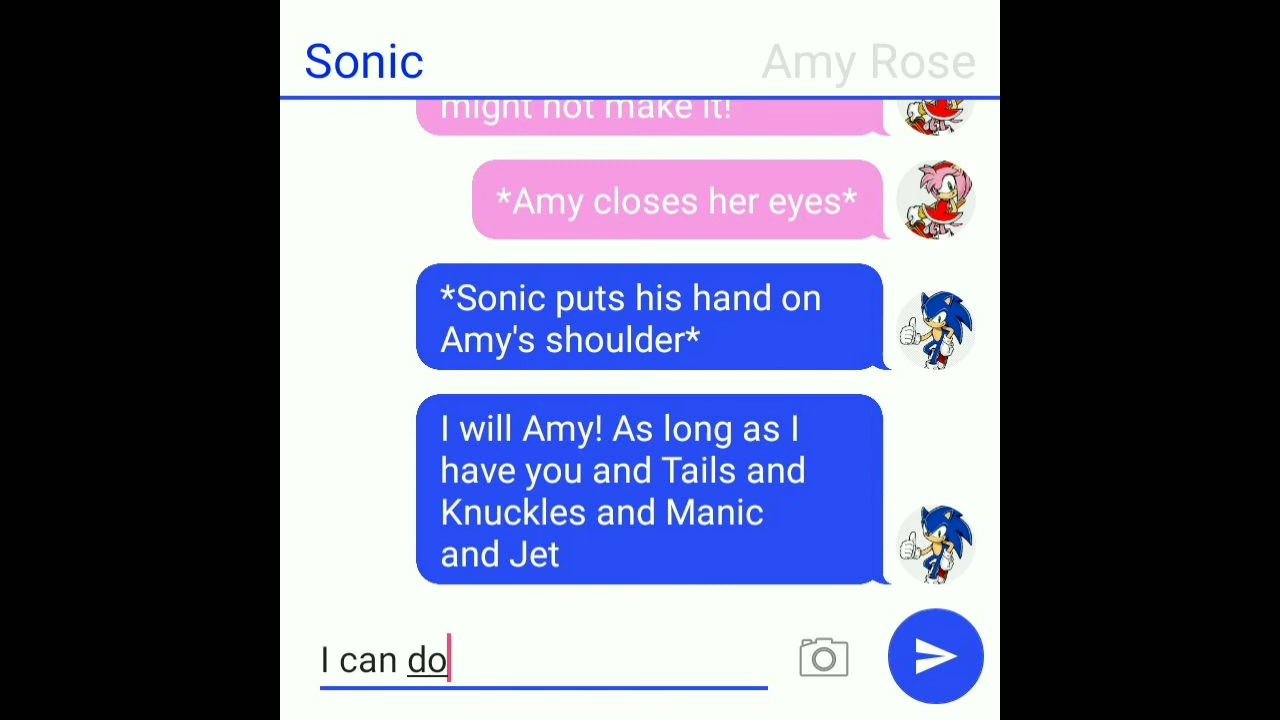 Sonic
Amy Rose
might not make it!
*Amy closes her eyes*
*Sonic puts his hand on
Amy's shoulder*
I will Amy! As long as I
have you and Tails and
Knuckles and Manic
and Jet
I can do